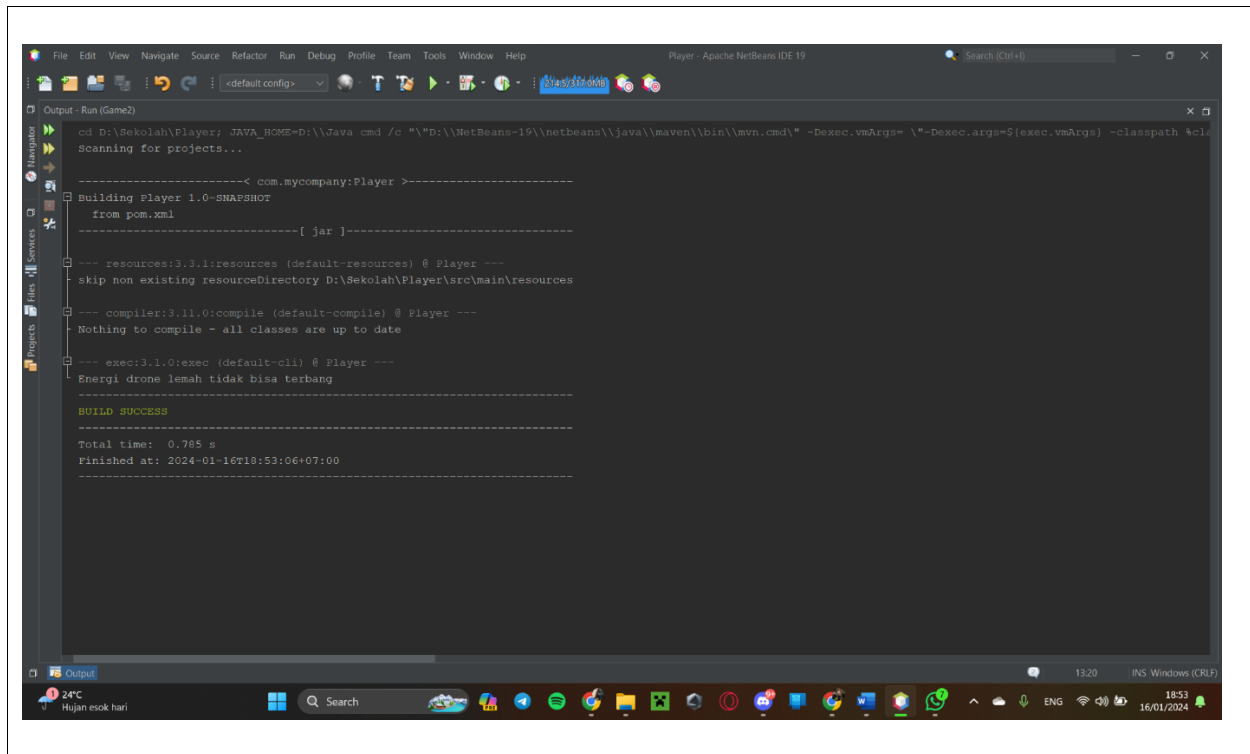 File Edit View Navigate Source Refactor Run Debug Profile Team Tools Window Help
Player - Apache NetBeans IDE 19
Search (Ctrl+I)
<default config>
214.5/317.0MB
Output - Run (Game2)
cd D:\Sekolah\Player; JAVA_HOME=D:\\Java cmd /c "\"D:\\NetBeans-19\\netbeans\\java\\maven\\bin\\mvn.cmd\" -Dexec.vmArgs= \"-Dexec.args=${exec.vmArgs} -classpath %cla
Scanning for projects...
------------------------< com.mycompany:Player >------------------------
Building Player 1.0-SNAPSHOT
from pom.xml
--------------------------------[ jar ]---------------------------------
--- resources:3.3.1:resources (default-resources) @ Player ---
skip non existing resourceDirectory D:\Sekolah\Player\src\main\resources
--- compiler:3.11.0:compile (default-compile) @ Player ---
Nothing to compile - all classes are up to date
--- exec:3.1.0:exec (default-cli) @ Player ---
Energi drone lemah tidak bisa terbang
------------------------------------------------------------------------
BUILD SUCCESS
------------------------------------------------------------------------
Total time:  0.785 s
Finished at: 2024-01-16T18:53:06+07:00
------------------------------------------------------------------------
Navigator
Services
Files
Projects
Output
13:20
INS Windows (CRLF)
1
24°C
Hujan esok hari
Search
ENG
18:53
16/01/2024